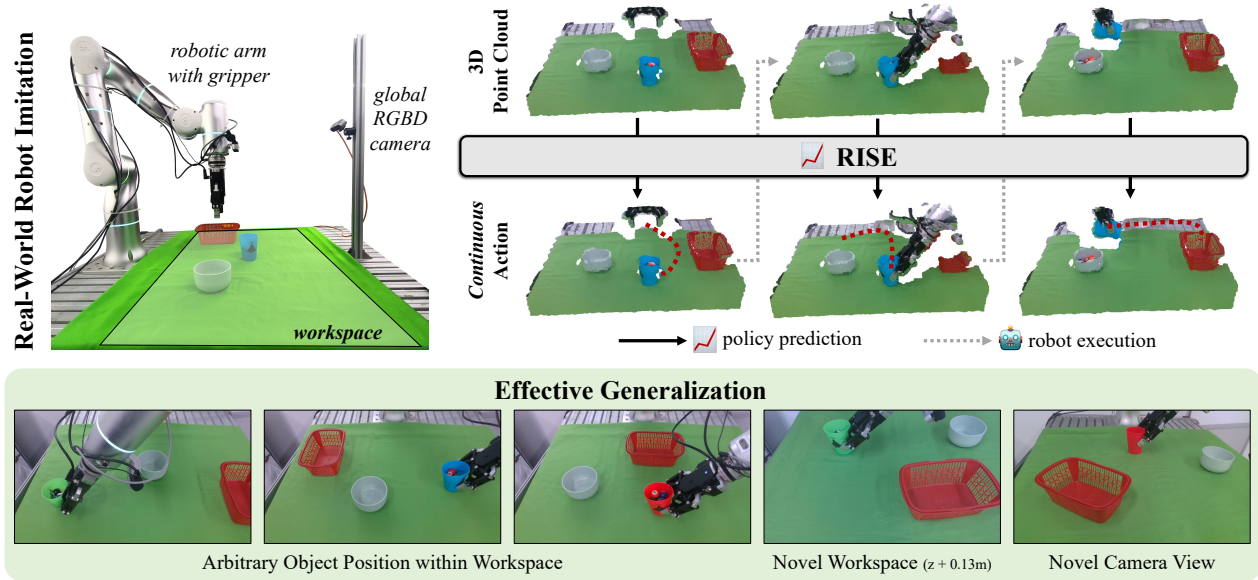 Real-World Robot Imitation
robotic arm
with gripper
global
RGBD
camera
workspace
3D
Point Cloud
RISE
Continuous
Action
policy prediction
robot execution
Effective Generalization
Arbitrary Object Position within Workspace
Novel Workspace (z + 0.13m)
Novel Camera View